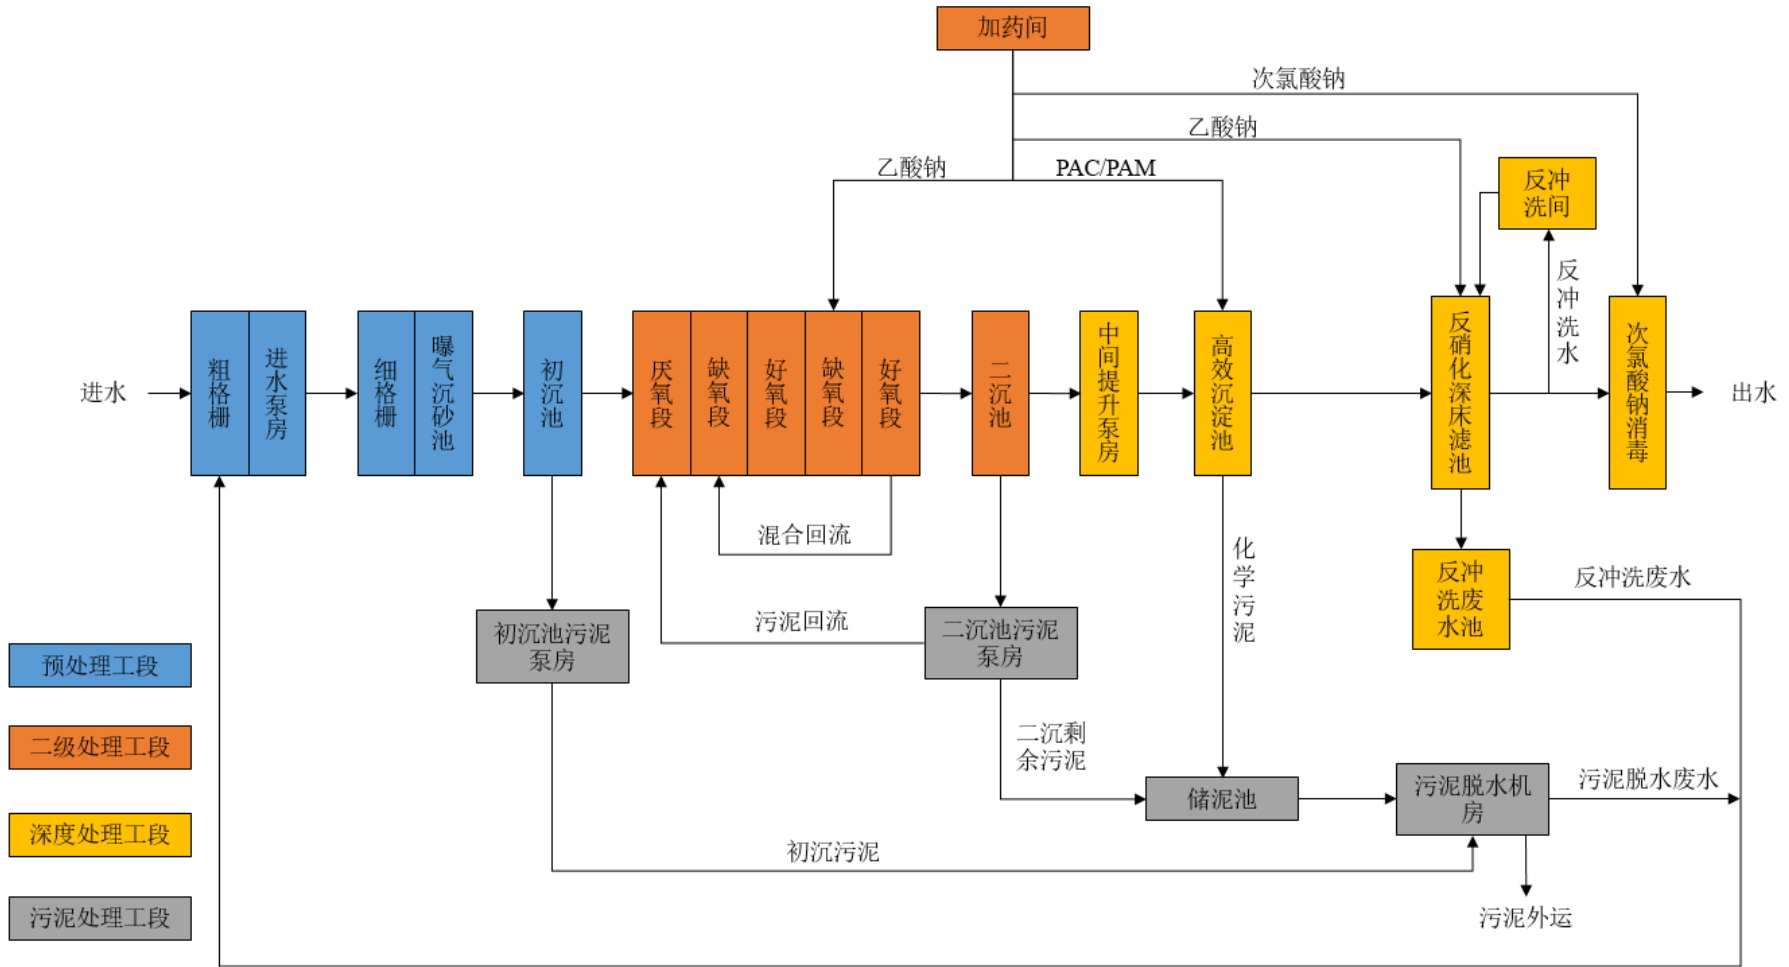 加药间
次氯酸钠
乙酸钠
乙酸钠
PAC/PAM
反冲
洗间
反冲洗水
进水
粗格栅
进水泵房
细格栅
曝气沉砂池
初沉池
厌氧段
缺氧段
好氧段
缺氧段
好氧段
二沉池
中间提升泵房
高效沉淀池
反硝化深床滤池
次氯酸钠消毒
出水
混合回流
化学污泥
反冲
洗废
水池
反冲洗废水
初沉池污泥
泵房
污泥回流
二沉池污泥
泵房
预处理工段
二级处理工段
深度处理工段
污泥处理工段
二沉剩
余污泥
储泥池
污泥脱水机
房
污泥脱水废水
初沉污泥
污泥外运